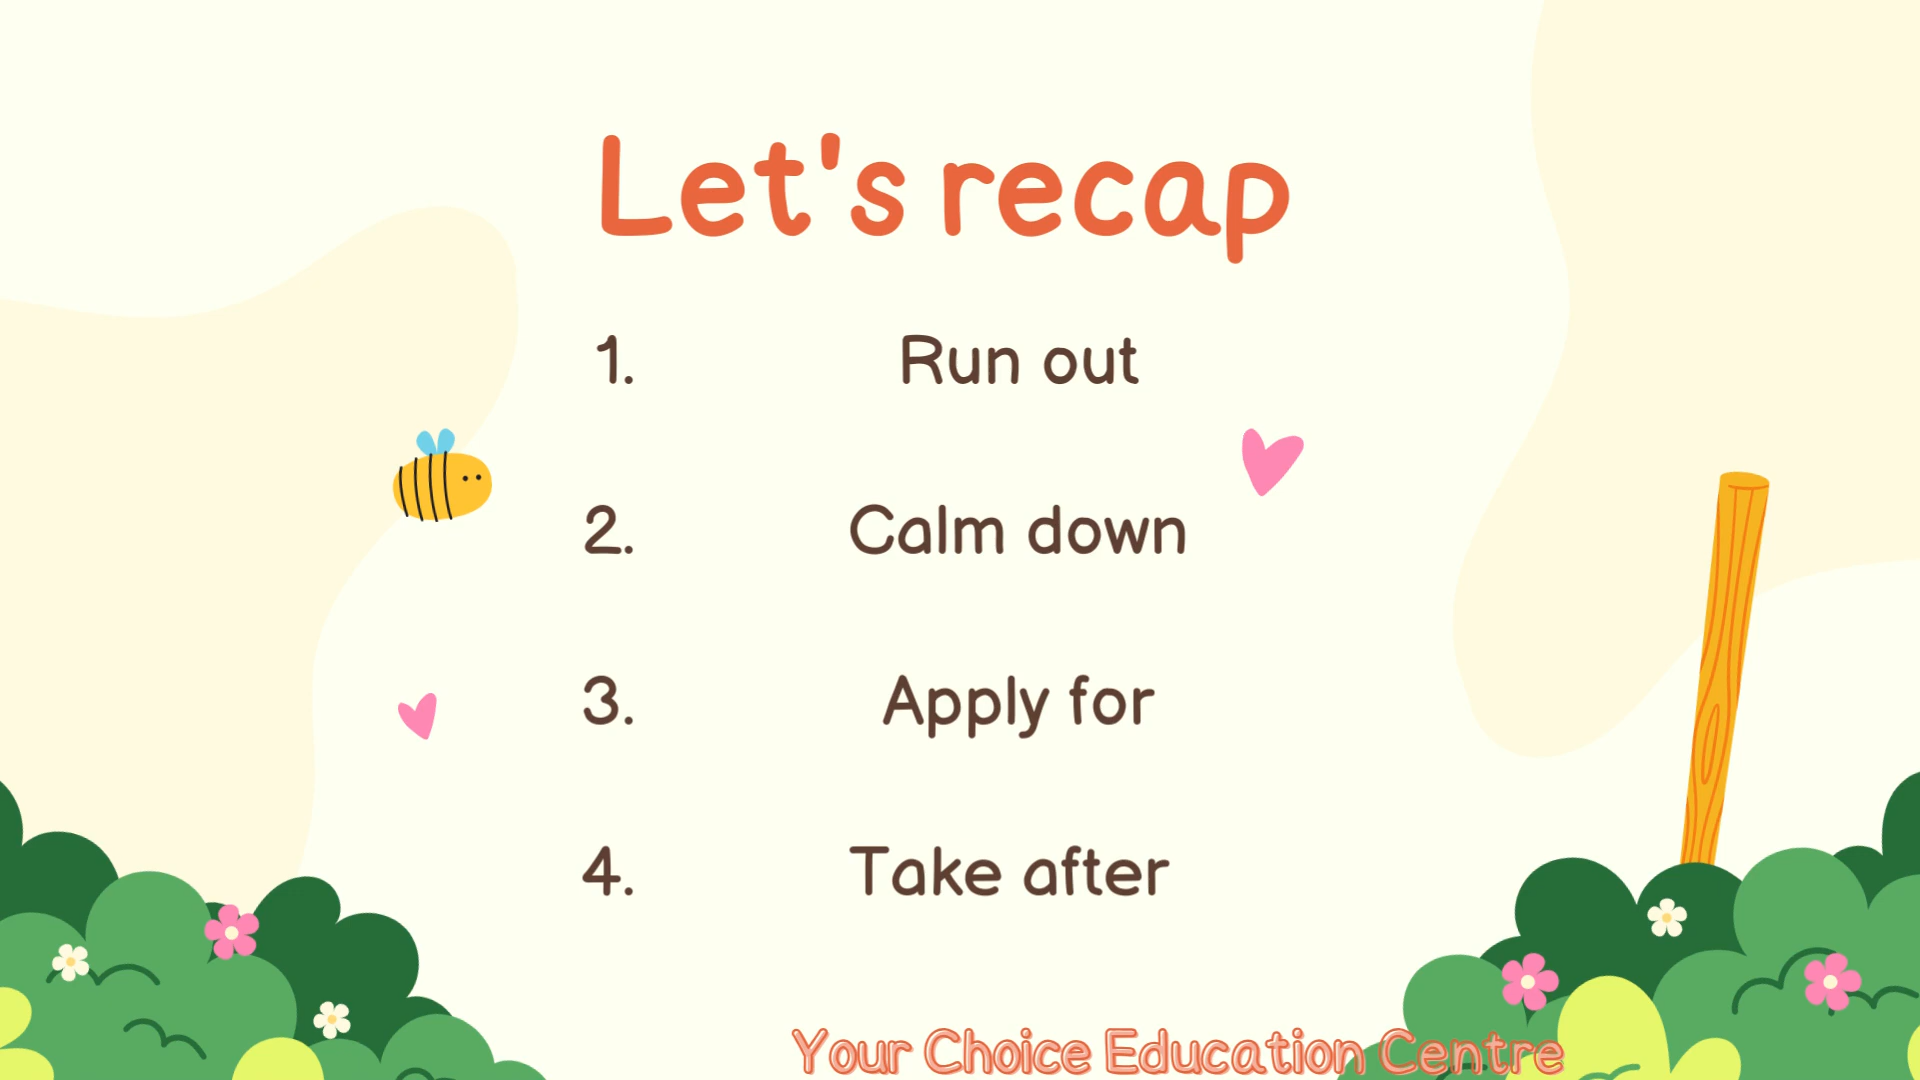 Let's recap
1. Run out
2. Calm down
3. Apply for
4. Take after
Your Choice Education Centre